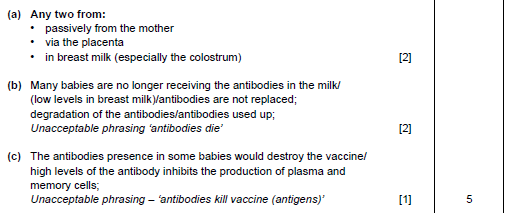 (a) Any two from:
• passively from the mother
• via the placenta
• in breast milk (especially the colostrum) [2]
(b) Many babies are no longer receiving the antibodies in the milk/
(low levels in breast milk)/antibodies are not replaced;
degradation of the antibodies/antibodies used up;
Unacceptable phrasing ‘antibodies die’ [2]
(c) The antibodies presence in some babies would destroy the vaccine/
high levels of the antibody inhibits the production of plasma and
memory cells;
Unacceptable phrasing – ‘antibodies kill vaccine (antigens)’ [1] 5